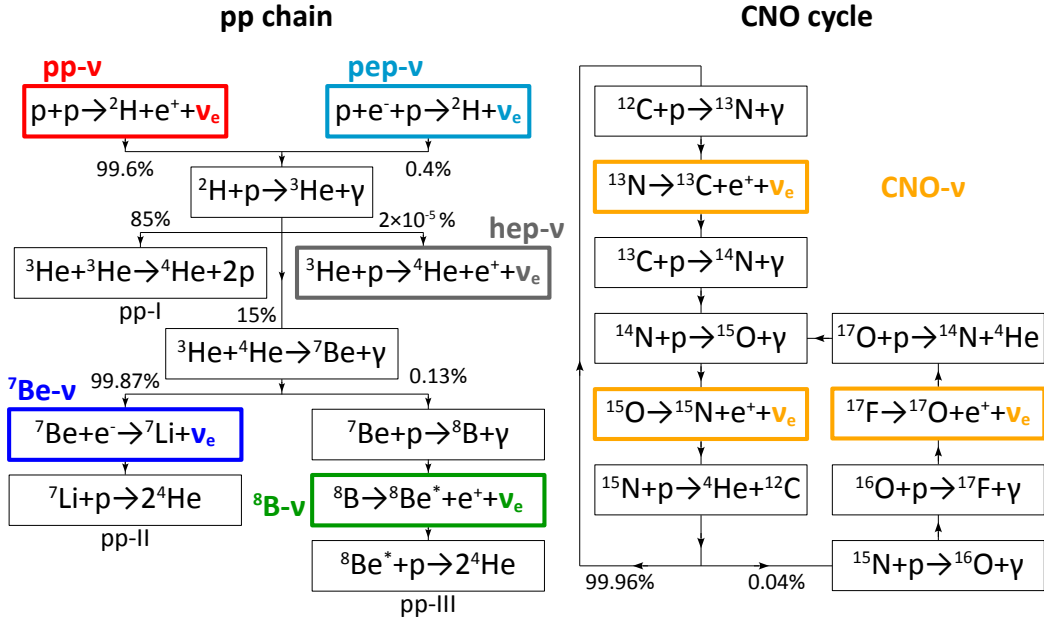 pp chain
pp-ν
pep-ν
p+p→²H+e⁺+νₑ
p+e⁻+p→²H+νₑ
99.6%
0.4%
²H+p→³He+γ
85%
2×10⁻⁵ %
hep-ν
³He+³He→⁴He+2p
³He+p→⁴He+e⁺+νₑ
pp-I
15%
³He+⁴He→⁷Be+γ
⁷Be-ν
99.87%
0.13%
⁷Be+e⁻→⁷Li+νₑ
⁷Be+p→⁸B+γ
⁷Li+p→2⁴He
⁸B-ν
⁸B→⁸Be*+e⁺+νₑ
pp-II
⁸Be*+p→2⁴He
pp-III
CNO cycle
¹²C+p→¹³N+γ
¹³N→¹³C+e⁺+νₑ
CNO-ν
¹³C+p→¹⁴N+γ
¹⁴N+p→¹⁵O+γ
¹⁷O+p→¹⁴N+⁴He
¹⁵O→¹⁵N+e⁺+νₑ
¹⁷F→¹⁷O+e⁺+νₑ
¹⁵N+p→⁴He+¹²C
¹⁶O+p→¹⁷F+γ
99.96%
0.04%
¹⁵N+p→¹⁶O+γ